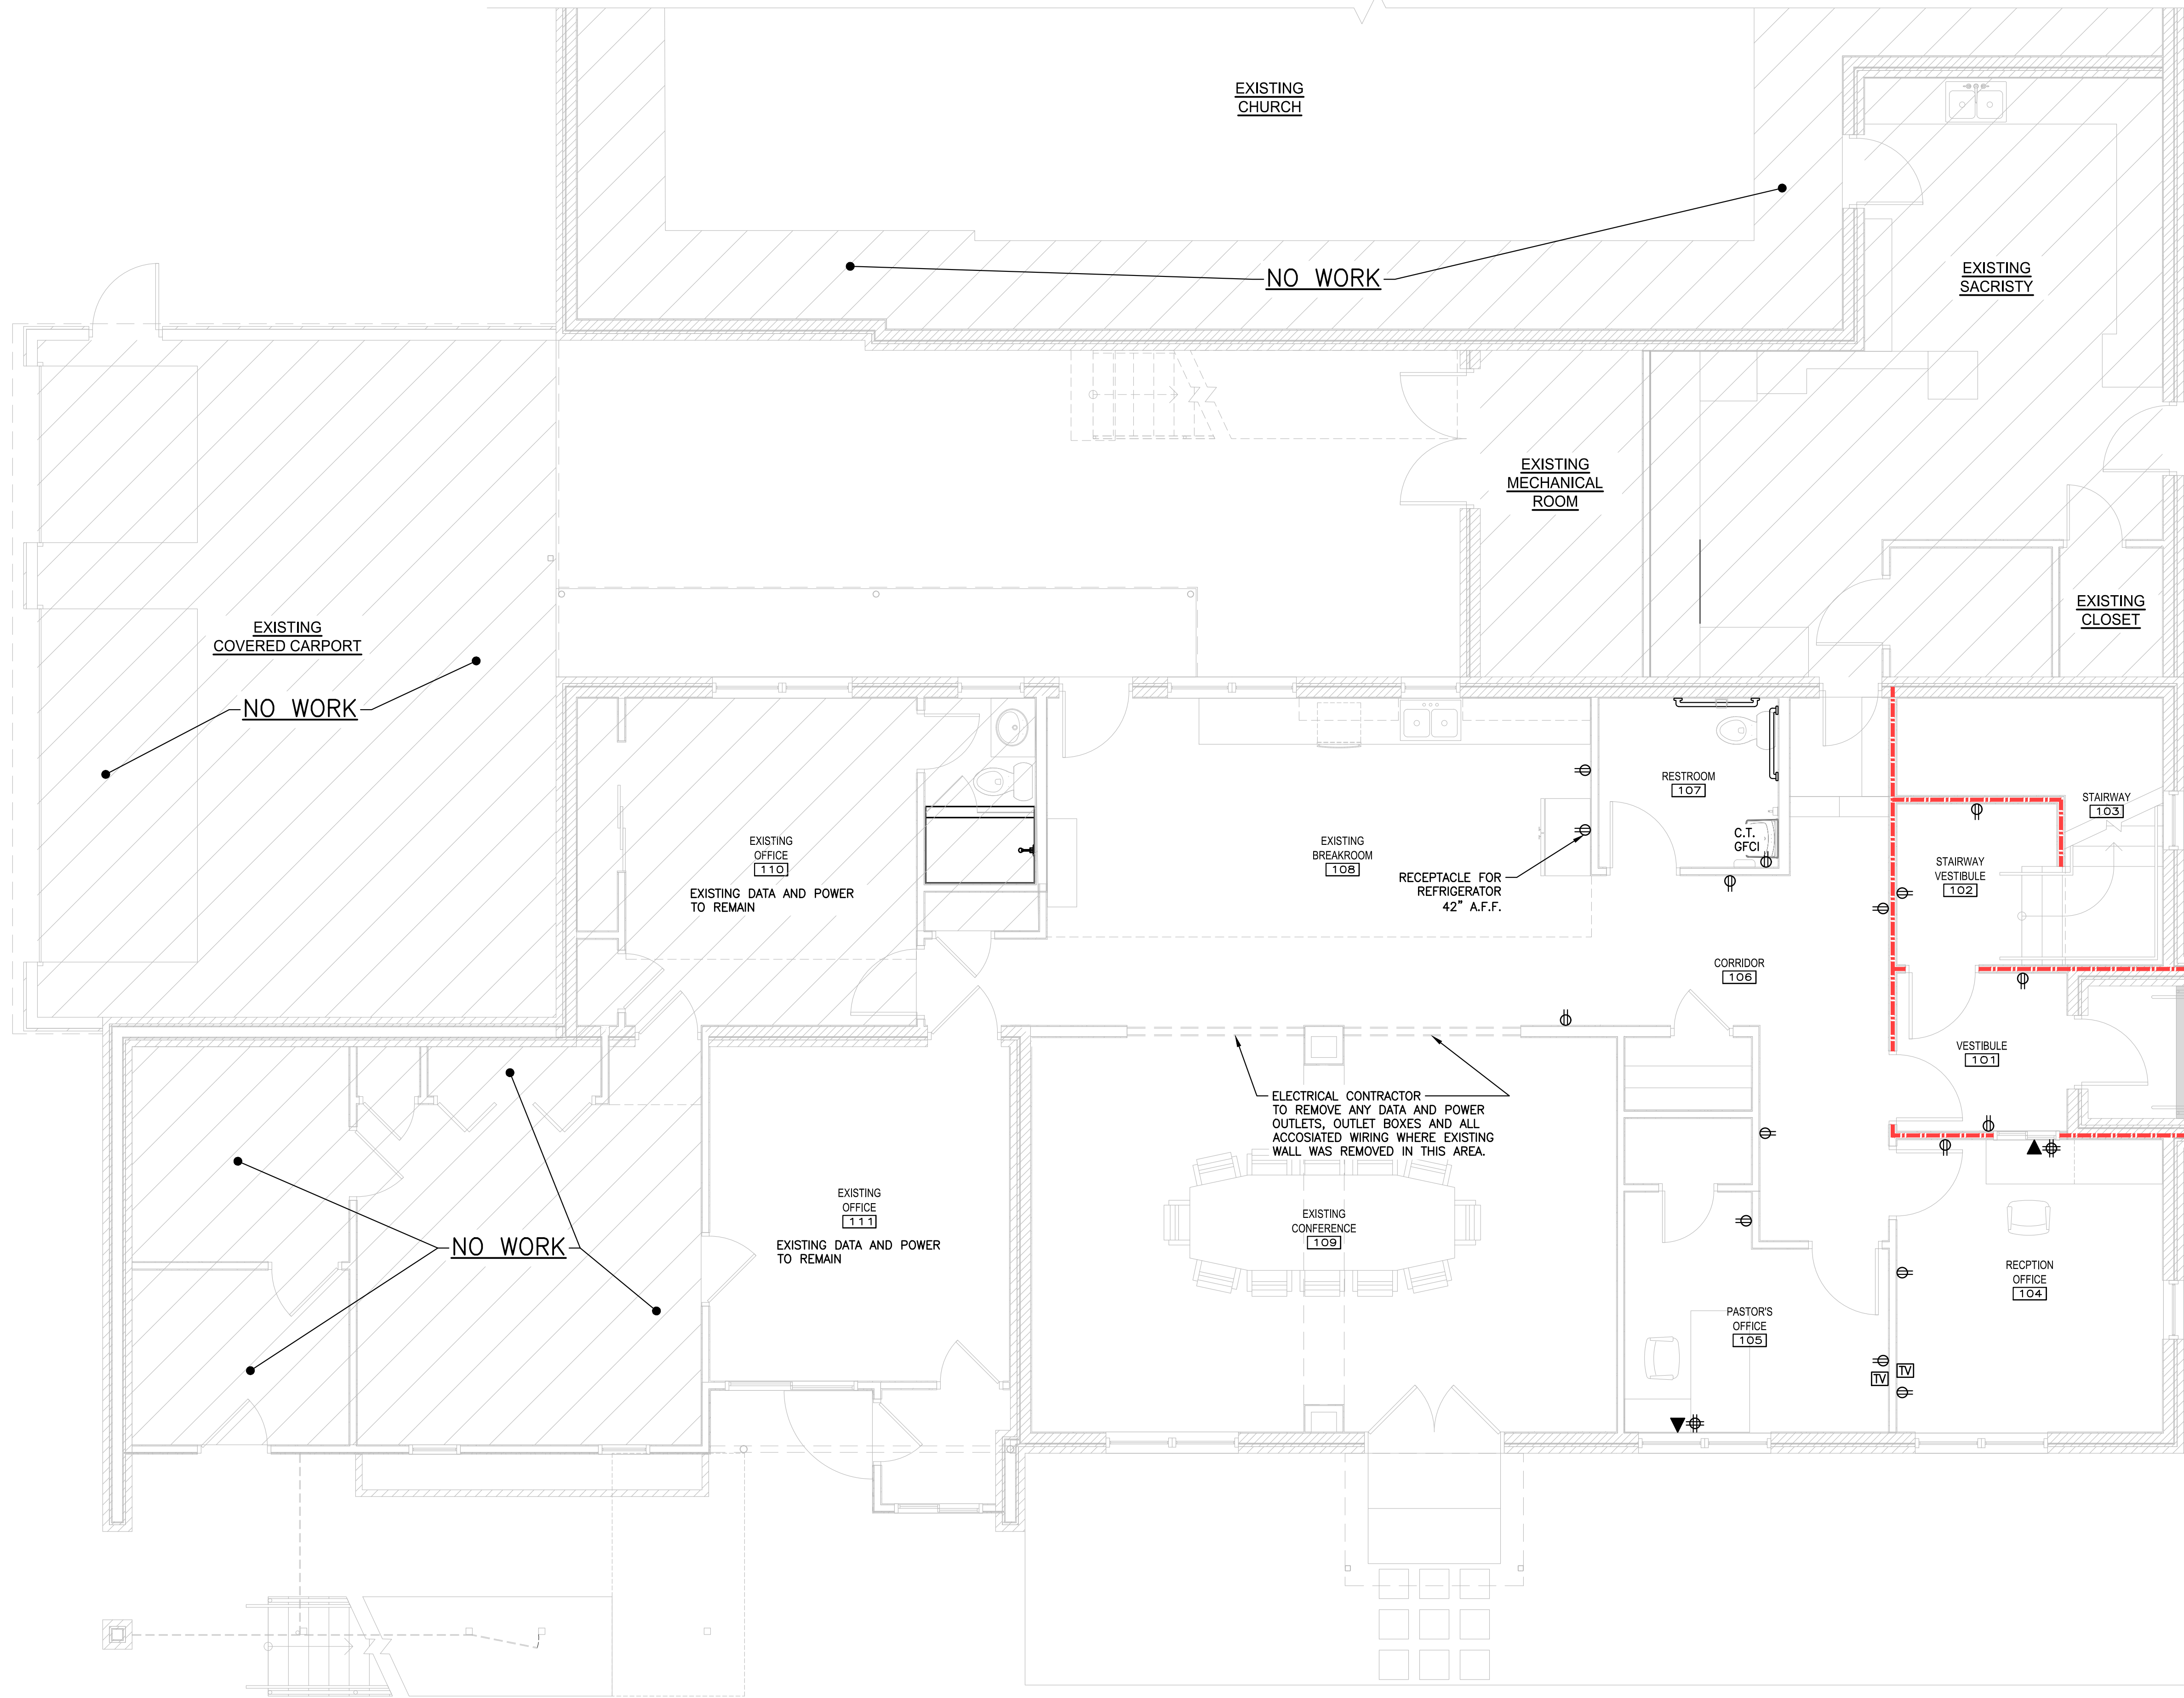 EXISTING
CHURCH
NO WORK
EXISTING
SACRISTY
EXISTING
MECHANICAL
ROOM
EXISTING
CLOSET
EXISTING
COVERED CARPORT
NO WORK
RESTROOM
107
C.T.
GFCI
STAIRWAY
103
EXISTING
OFFICE
110
EXISTING DATA AND POWER
TO REMAIN
EXISTING
BREAKROOM
108
RECEPTACLE FOR
REFRIGERATOR
42" A.F.F.
STAIRWAY
VESTIBULE
102
CORRIDOR
106
VESTIBULE
101
ELECTRICAL CONTRACTOR
TO REMOVE ANY DATA AND POWER
OUTLETS, OUTLET BOXES AND ALL
ACCOSIATED WIRING WHERE EXISTING
WALL WAS REMOVED IN THIS AREA.
NO WORK
EXISTING
OFFICE
111
EXISTING DATA AND POWER
TO REMAIN
EXISTING
CONFERENCE
109
RECPTION
OFFICE
104
PASTOR'S
OFFICE
105
TV
TV